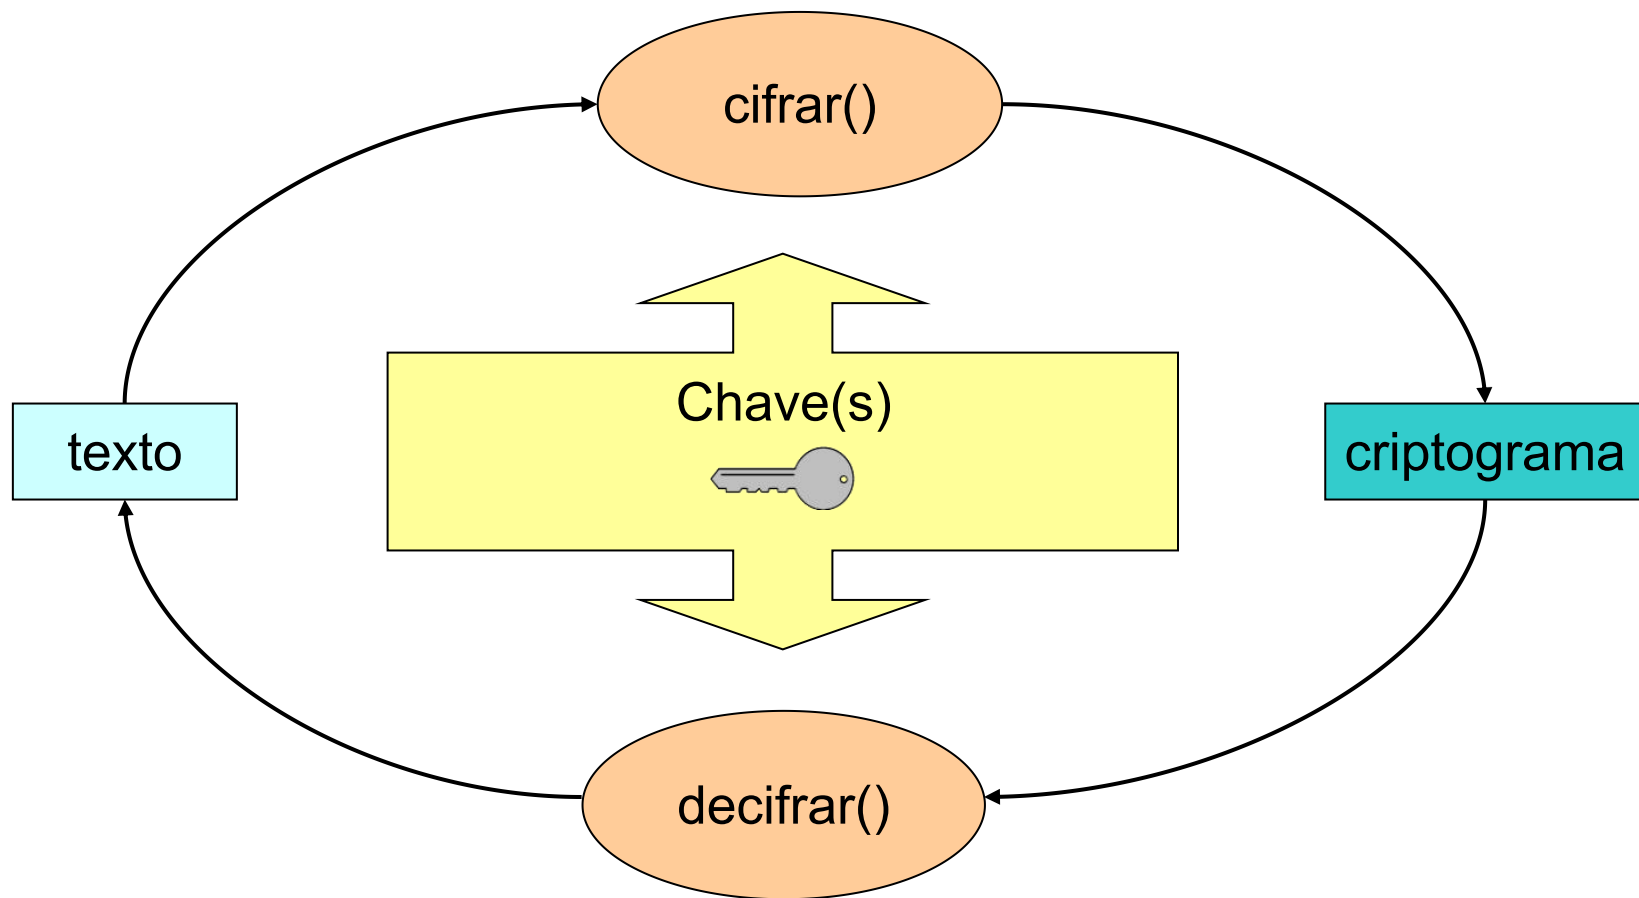 cifrar()
Chave(s)
texto
criptograma
decifrar()